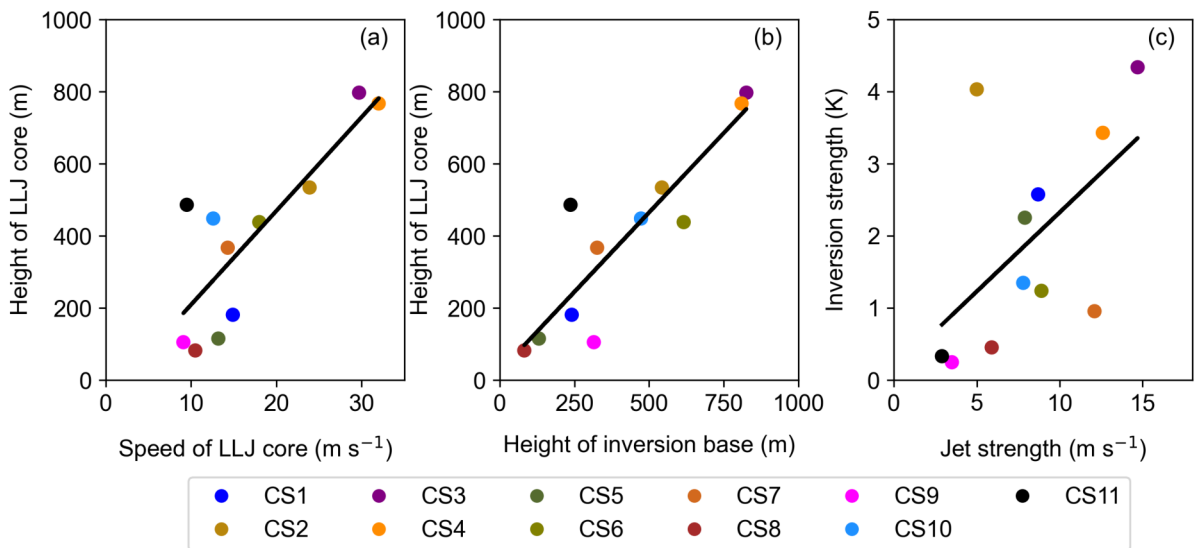 (a)
Height of LLJ core (m)
1000
800
600
400
200
0
0 10 20 30
Speed of LLJ core (m s⁻¹)
(b)
Height of LLJ core (m)
1000
800
600
400
200
0
0 250 500 750 1000
Height of inversion base (m)
(c)
Inversion strength (K)
5
4
3
2
1
0
0 5 10 15
Jet strength (m s⁻¹)
CS1 CS3 CS5 CS7 CS9 CS11
CS2 CS4 CS6 CS8 CS10